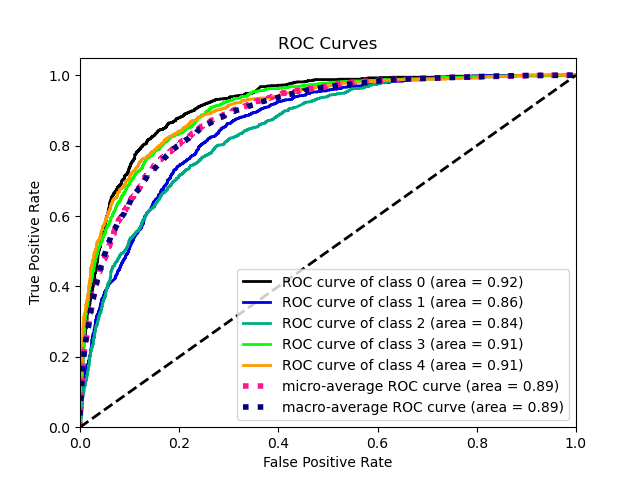 ROC Curves
True Positive Rate
1.0
0.8
0.6
0.4
0.2
0.0
ROC curve of class 0 (area = 0.92)
ROC curve of class 1 (area = 0.86)
ROC curve of class 2 (area = 0.84)
ROC curve of class 3 (area = 0.91)
ROC curve of class 4 (area = 0.91)
micro-average ROC curve (area = 0.89)
macro-average ROC curve (area = 0.89)
0.0 0.2 0.4 0.6 0.8 1.0
False Positive Rate